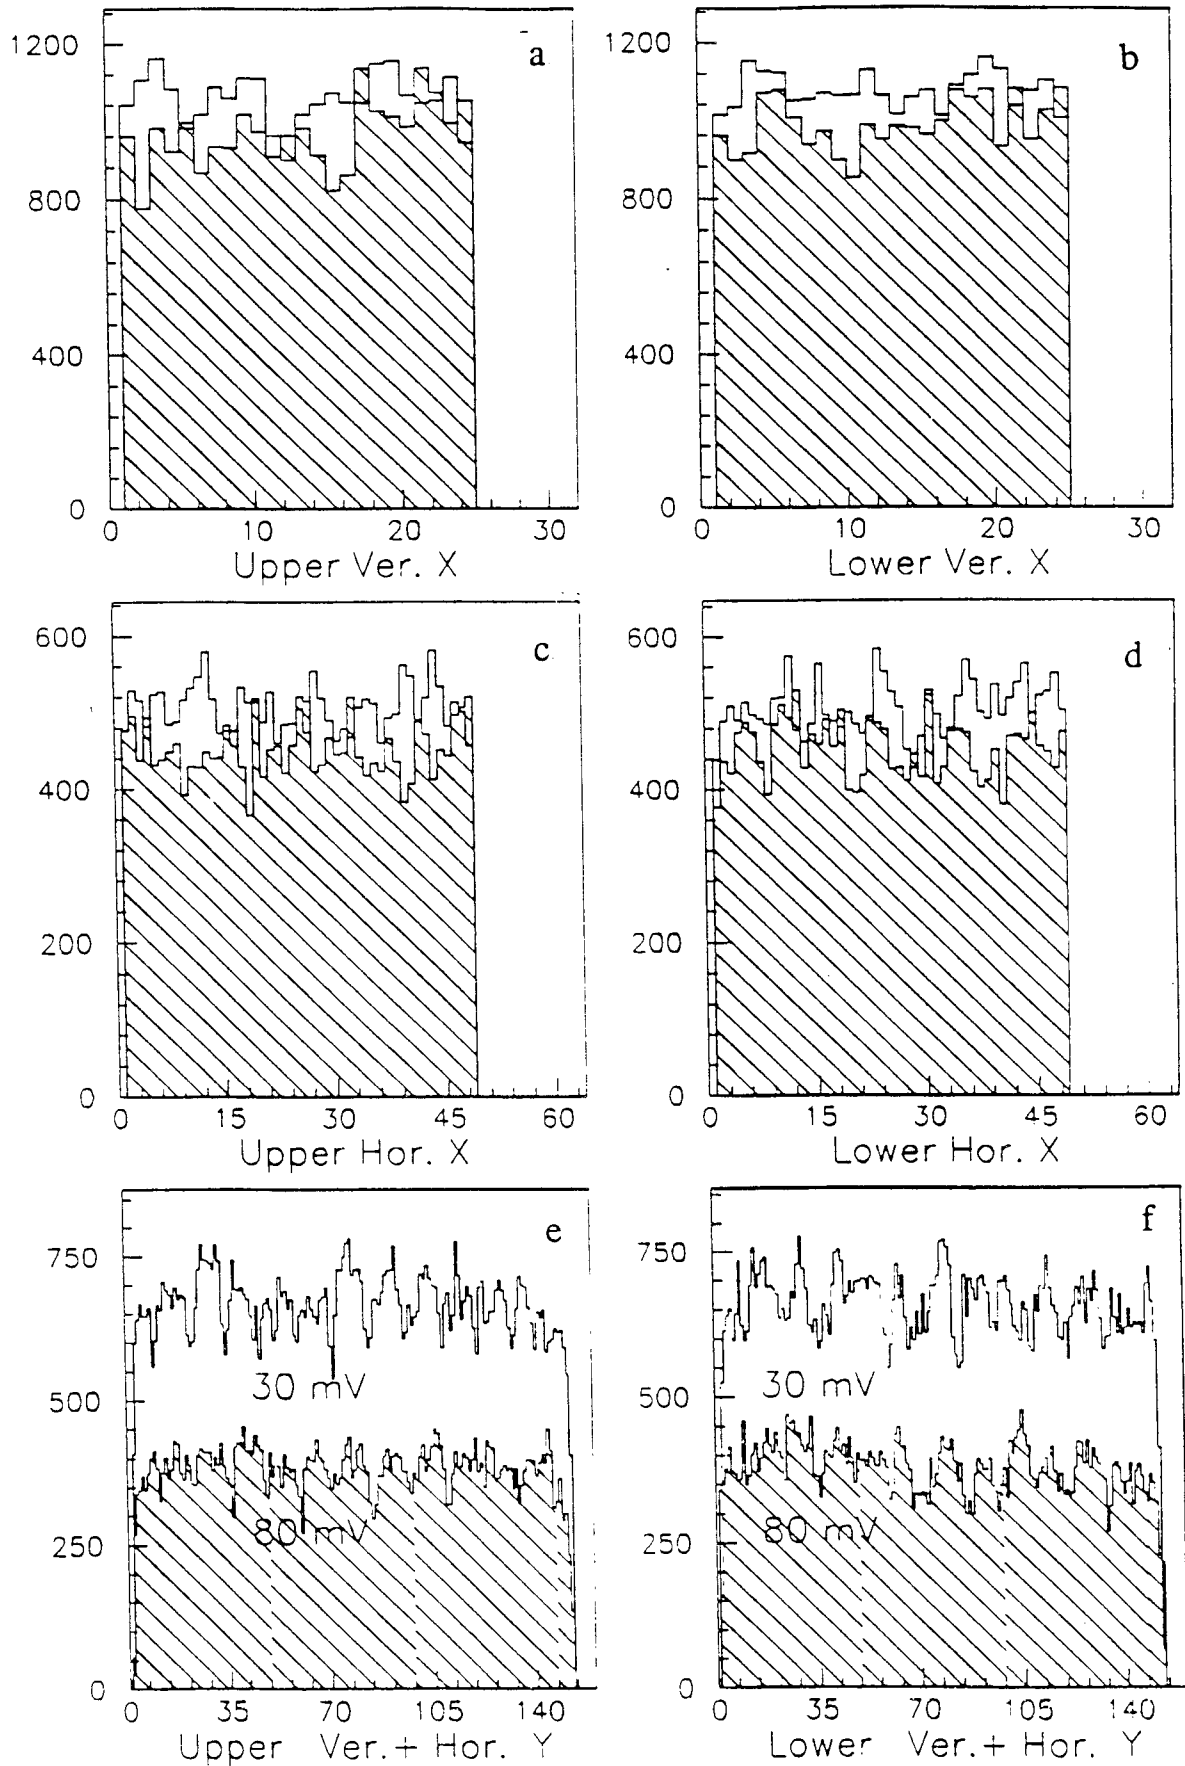 a
1200
800
400
0
0 10 20 30
Upper Ver. X
b
1200
800
400
0
0 10 20 30
Lower Ver. X
c
600
400
200
0
0 15 30 45 60
Upper Hor. X
d
600
400
200
0
0 15 30 45 60
Lower Hor. X
e
750
500
250
0
30 mV
80 mV
0 35 70 105 140
Upper Ver.+ Hor. Y
f
750
500
250
0
30 mV
80 mV
0 35 70 105 140
Lower Ver.+ Hor. Y